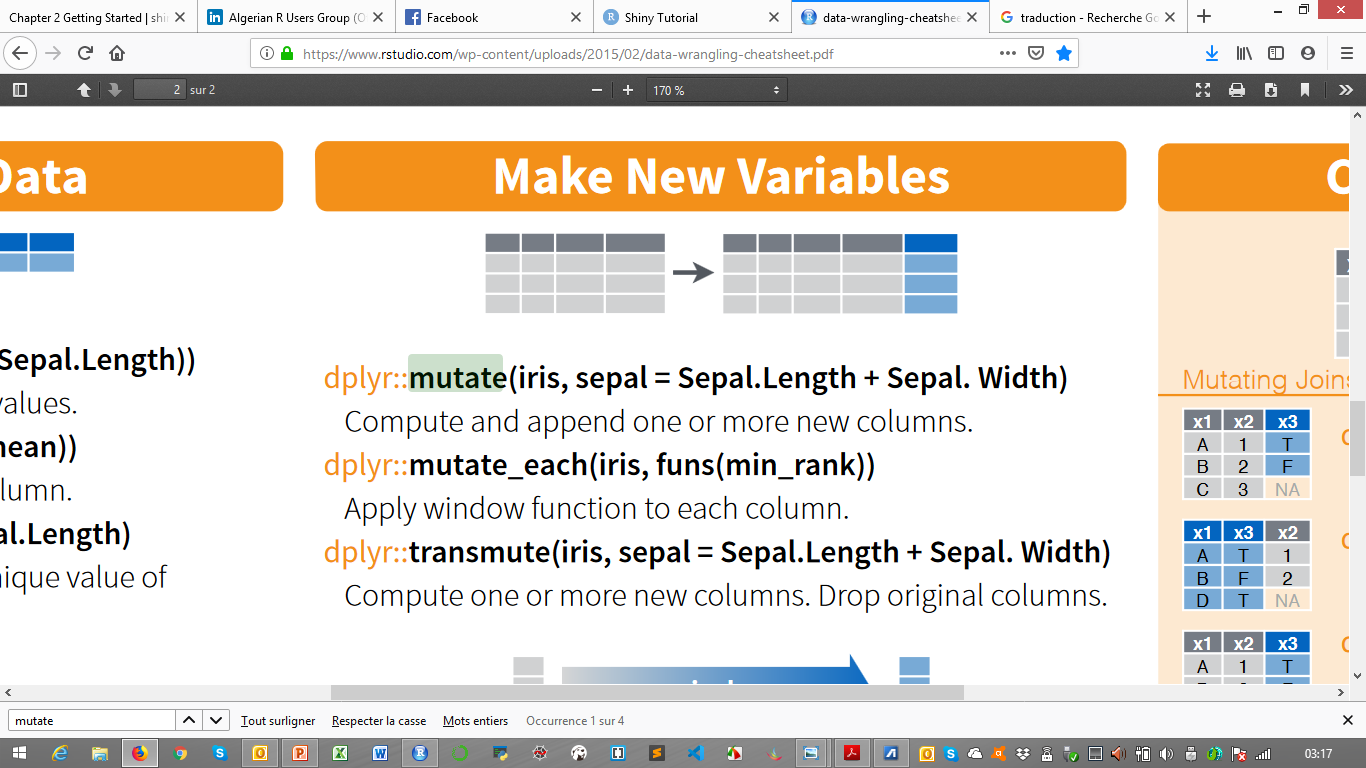 Chapter 2 Getting Started | shi
Algerian R Users Group (O
Facebook
Shiny Tutorial
data-wrangling-cheatshee
traduction - Recherche Go
https://www.rstudio.com/wp-content/uploads/2015/02/data-wrangling-cheatsheet.pdf
2 sur 2
170 %
Data
Make New Variables
C
Sepal.Length))
values.
mean))
lumn.
al.Length)
nique value of
dplyr::mutate(iris, sepal = Sepal.Length + Sepal. Width)
Compute and append one or more new columns.
dplyr::mutate_each(iris, funs(min_rank))
Apply window function to each column.
dplyr::transmute(iris, sepal = Sepal.Length + Sepal. Width)
Compute one or more new columns. Drop original columns.
Mutating Joins
x1 x2 x3
A 1 T
B 2 F
C 3 NA
x1 x3 x2
A T 1
B F 2
D T NA
x1 x2 x3
A 1 T
mutate
Tout surligner
Respecter la casse
Mots entiers
Occurrence 1 sur 4
03:17